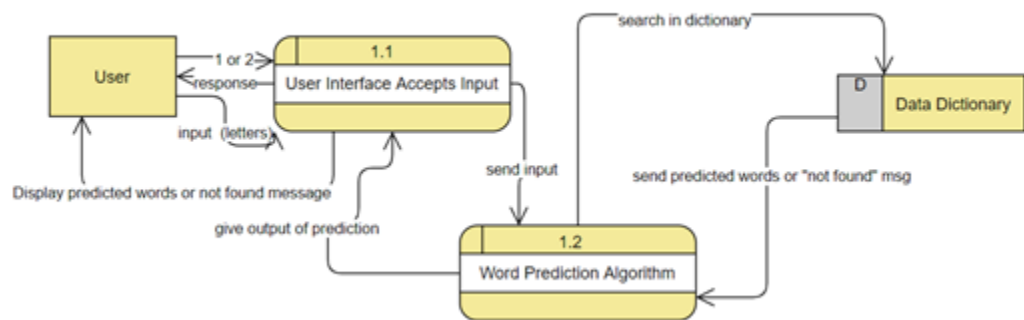 search in dictionary
1.1
User
1 or 2
User Interface Accepts Input
response
D
Data Dictionary
input (letters)
send input
send predicted words or "not found" msg
Display predicted words or not found message
give output of prediction
1.2
Word Prediction Algorithm